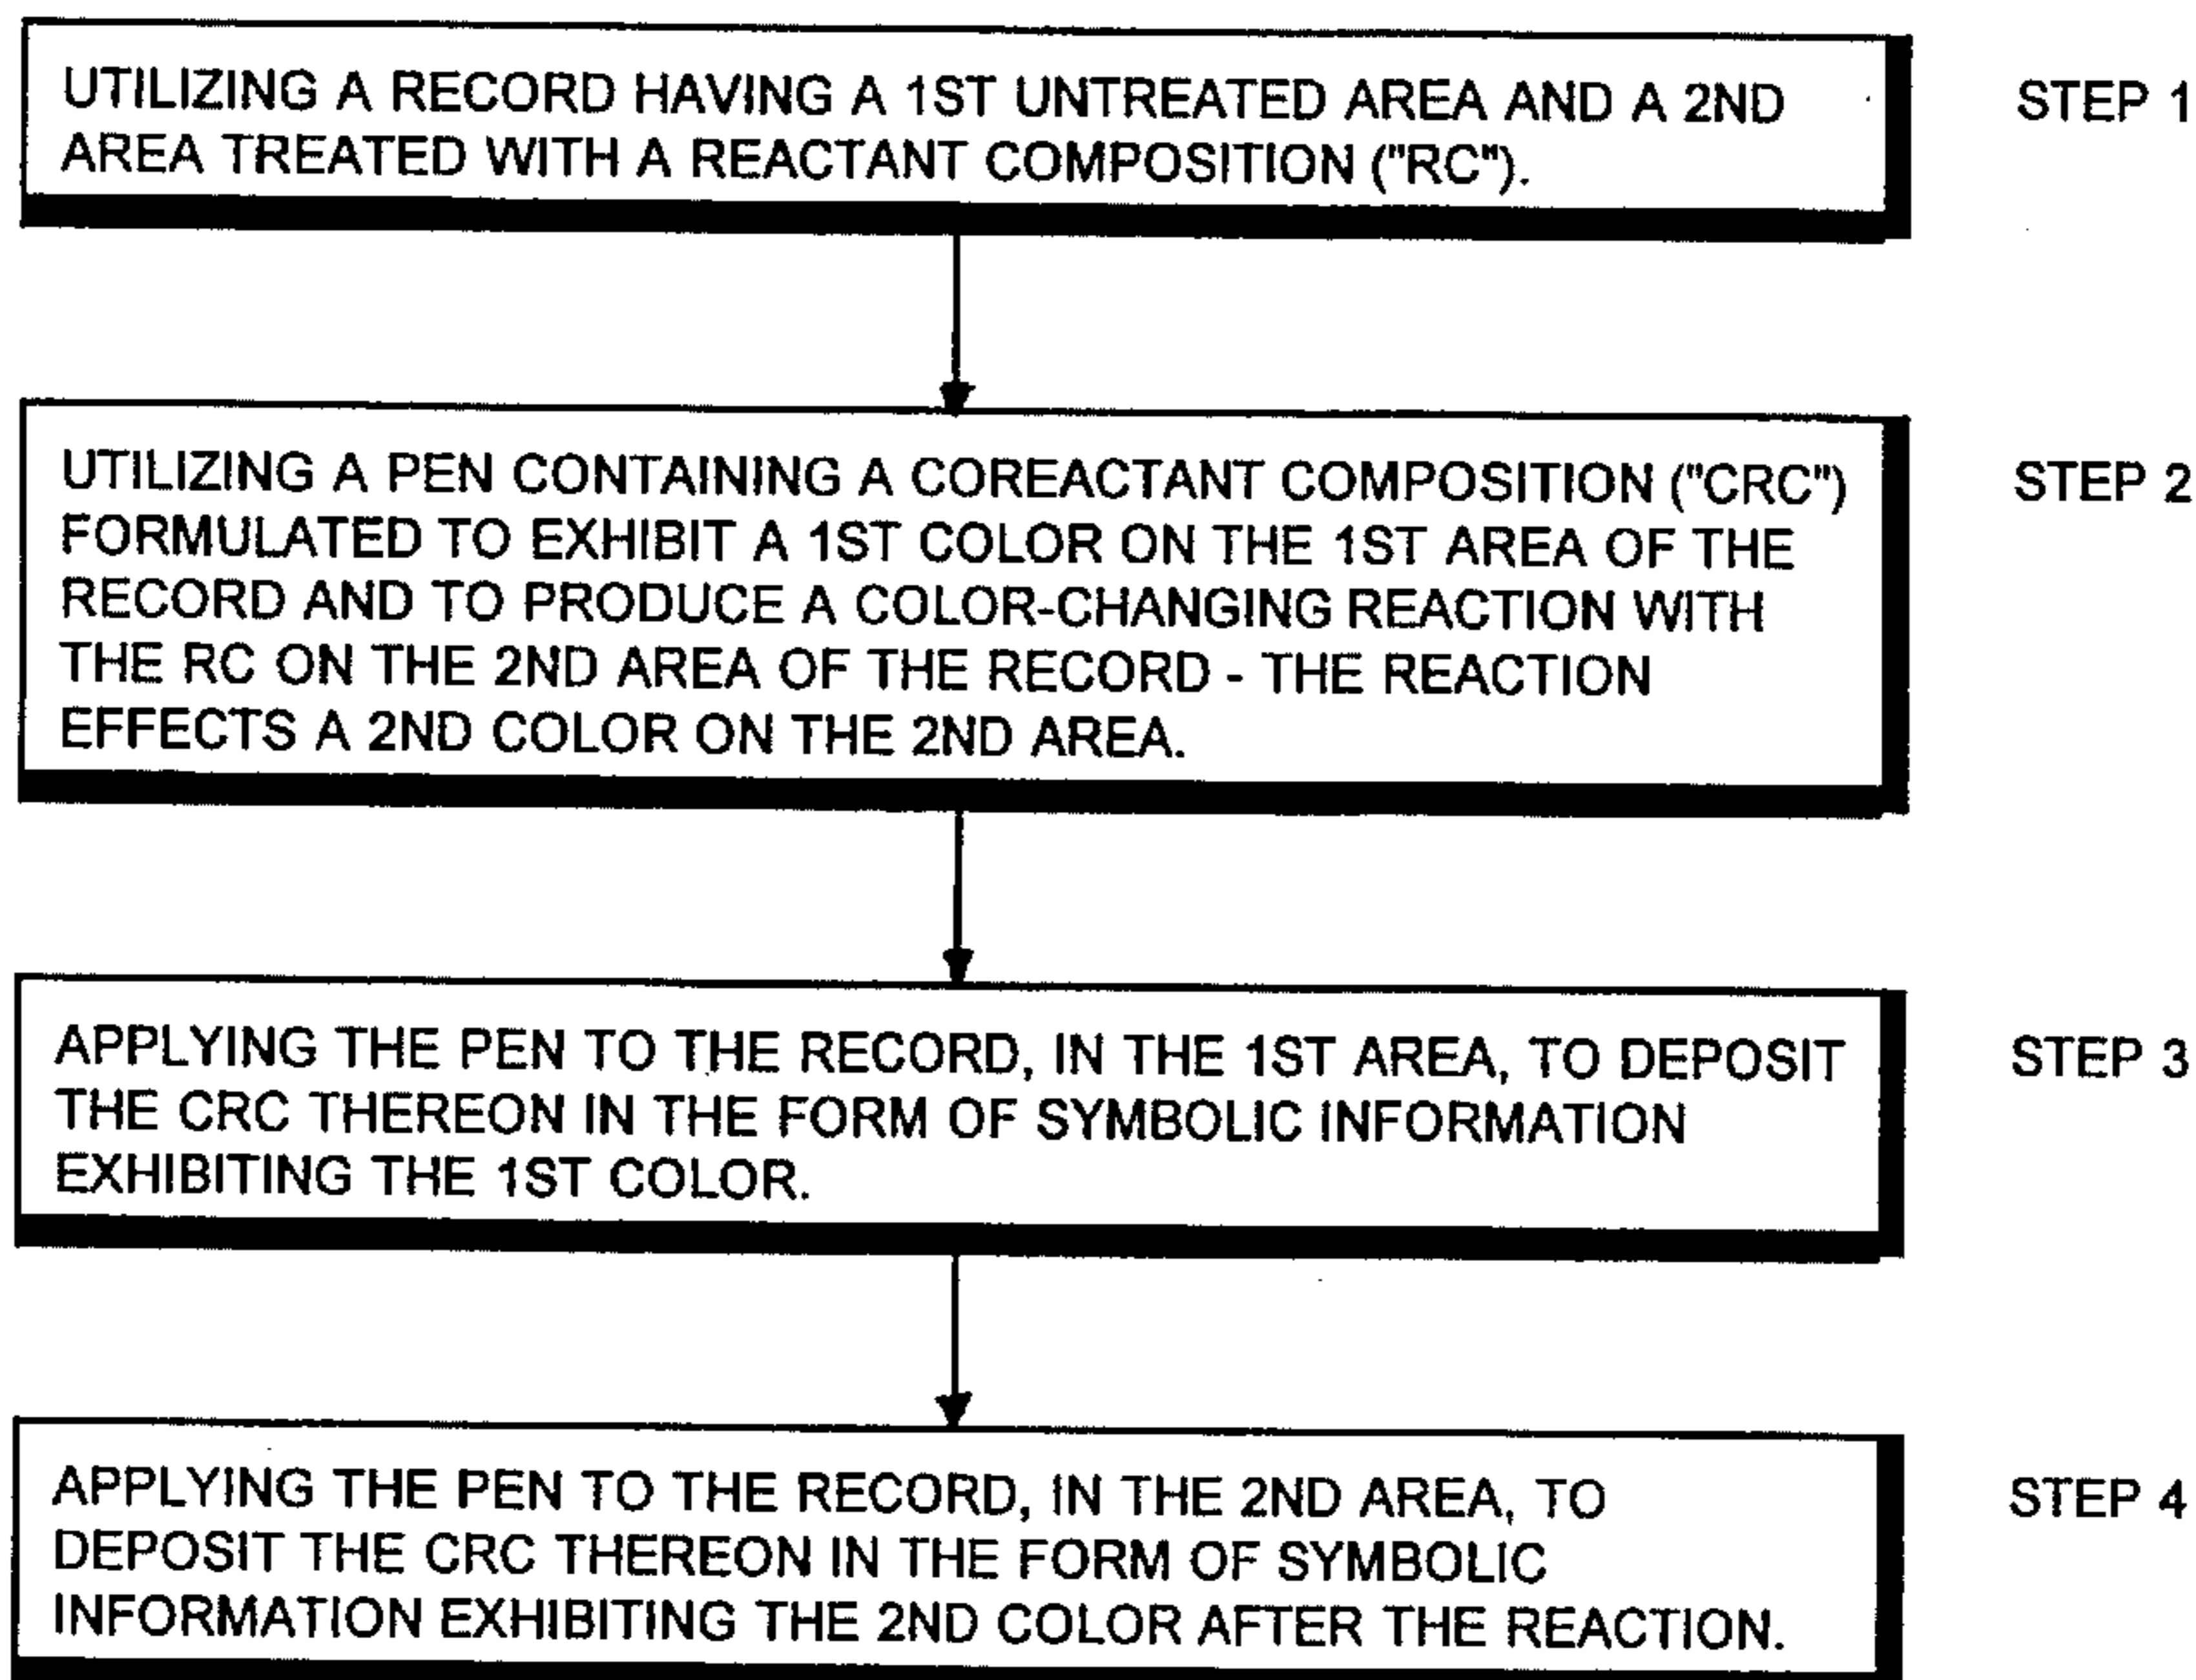 UTILIZING A RECORD HAVING A 1ST UNTREATED AREA AND A 2ND
AREA TREATED WITH A REACTANT COMPOSITION ("RC").
STEP 1
UTILIZING A PEN CONTAINING A COREACTANT COMPOSITION ("CRC")
FORMULATED TO EXHIBIT A 1ST COLOR ON THE 1ST AREA OF THE
RECORD AND TO PRODUCE A COLOR-CHANGING REACTION WITH
THE RC ON THE 2ND AREA OF THE RECORD - THE REACTION
EFFECTS A 2ND COLOR ON THE 2ND AREA.
STEP 2
APPLYING THE PEN TO THE RECORD, IN THE 1ST AREA, TO DEPOSIT
THE CRC THEREON IN THE FORM OF SYMBOLIC INFORMATION
EXHIBITING THE 1ST COLOR.
STEP 3
APPLYING THE PEN TO THE RECORD, IN THE 2ND AREA, TO
DEPOSIT THE CRC THEREON IN THE FORM OF SYMBOLIC
INFORMATION EXHIBITING THE 2ND COLOR AFTER THE REACTION.
STEP 4